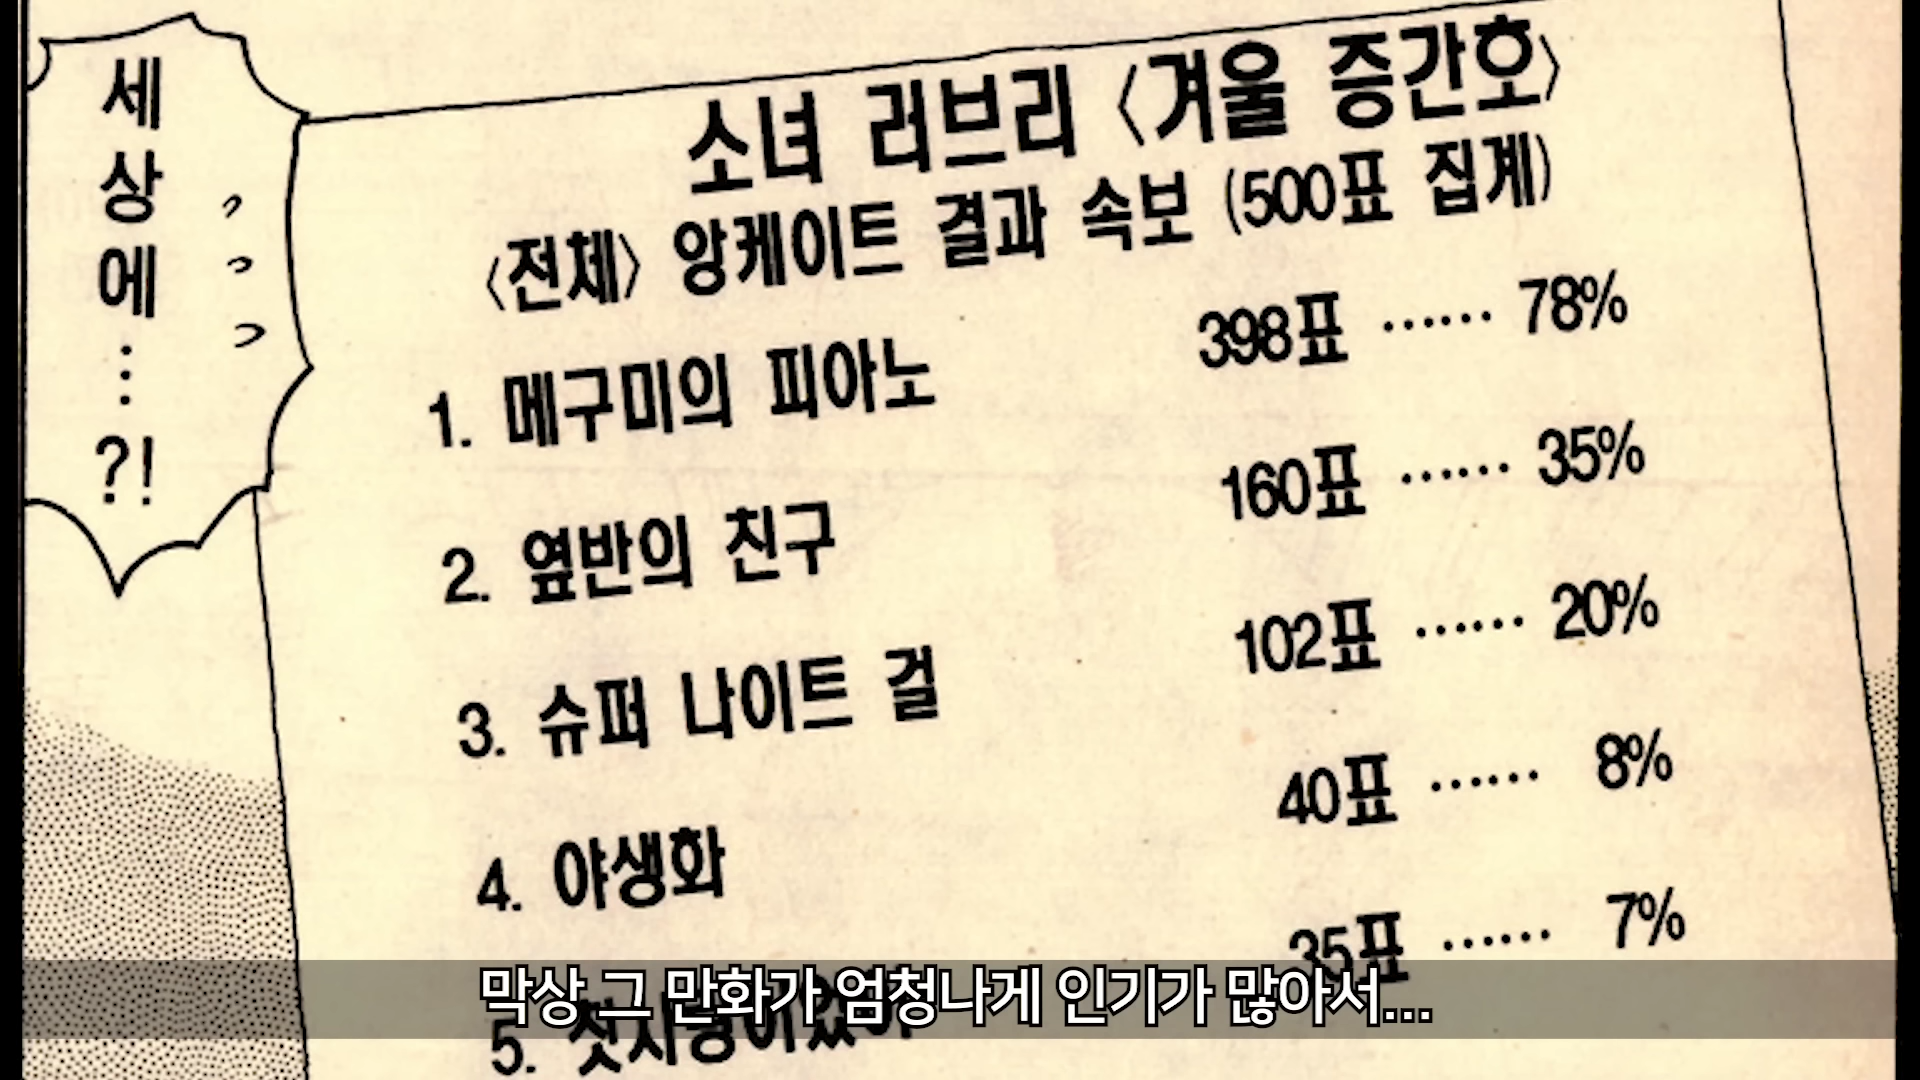 세상에…?!
소녀 러브리 〈겨울 증간호〉
〈전체〉 앙케이트 결과 속보 (500표 집계)
1. 메구미의 피아노 398표 …… 78%
2. 옆반의 친구 160표 …… 35%
3. 슈퍼 나이트 걸 102표 …… 20%
4. 야생화 40표 …… 8%
5. 35표 …… 7%
막상 그 만화가 엄청나게 인기가 많아서...